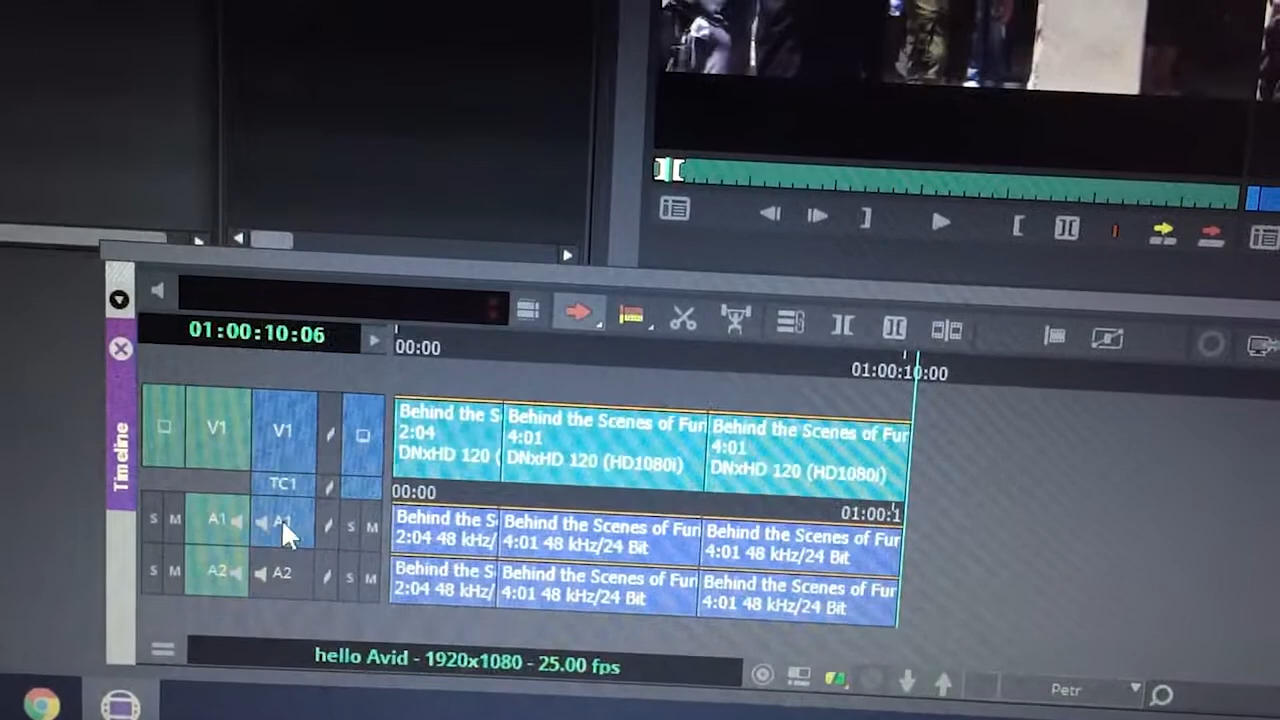 01:00:10:06
00:00
01:00:10:00
Timeline
V1
V1
Behind the S
2:04
DNxHD 120 (
Behind the Scenes of Fur
4:01
DNxHD 120 (HD1080i)
Behind the Scenes of Fur
4:01
DNxHD 120 (HD1080i)
TC1
00:00
01:00:1
S M A1 A1 S M
Behind the S
2:04 48 kHz/
Behind the Scenes of Fur
4:01 48 kHz/24 Bit
Behind the Scenes of Fur
4:01 48 kHz/24 Bit
S M A2 A2 S M
Behind the S
2:04 48 kHz/
Behind the Scenes of Fur
4:01 48 kHz/24 Bit
Behind the Scenes of Fur
4:01 48 kHz/24 Bit
hello Avid - 1920x1080 - 25.00 fps
Petr